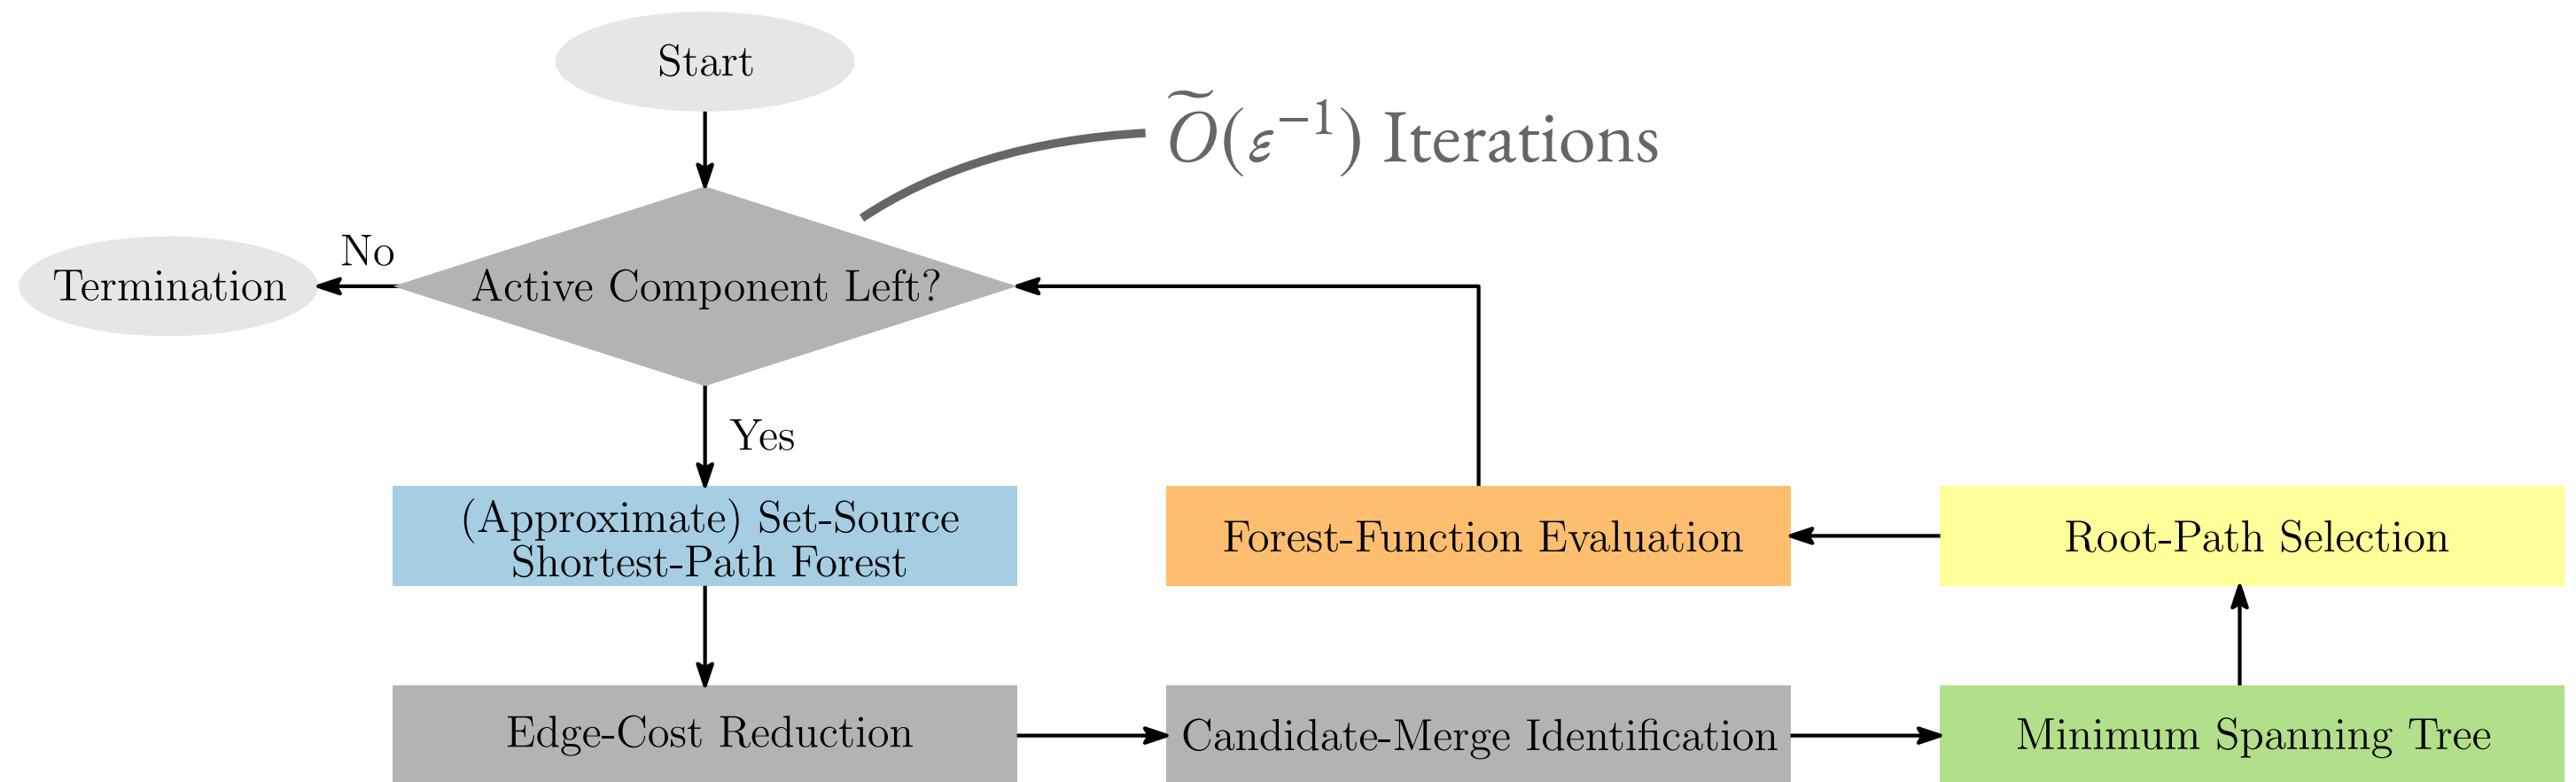 Start
Õ(ε⁻¹) Iterations
No
Termination
Active Component Left?
Yes
(Approximate) Set-Source
Shortest-Path Forest
Forest-Function Evaluation
Root-Path Selection
Edge-Cost Reduction
Candidate-Merge Identification
Minimum Spanning Tree